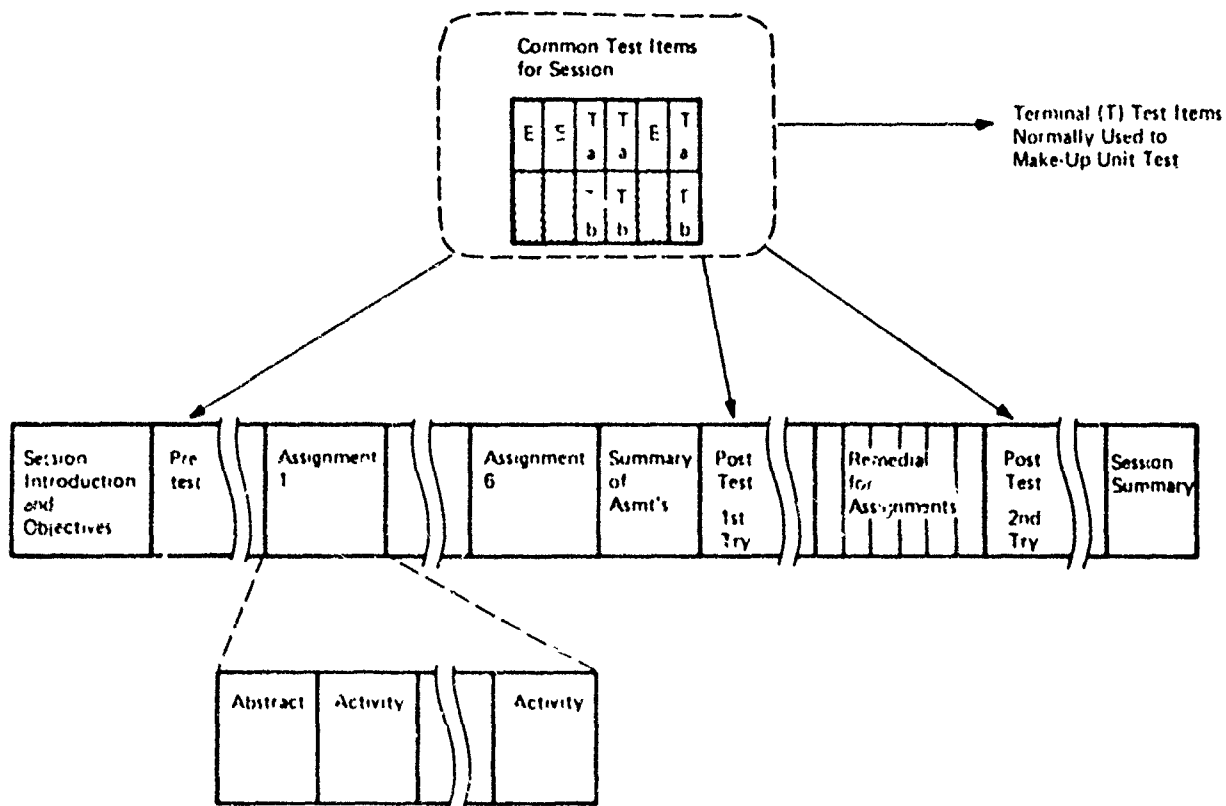 Common Test Items
for Session
E T T E T
a a a
T T
b b b
Terminal (T) Test Items
Normally Used to
Make-Up Unit Test
Session
Introduction
and
Objectives
Pre
test
Assignment
1
Assignment
6
Summary
of
Asmt's
Post
Test
1st
Try
Remedial
for
Assignments
Post
Test
2nd
Try
Session
Summary
Abstract
Activity
Activity